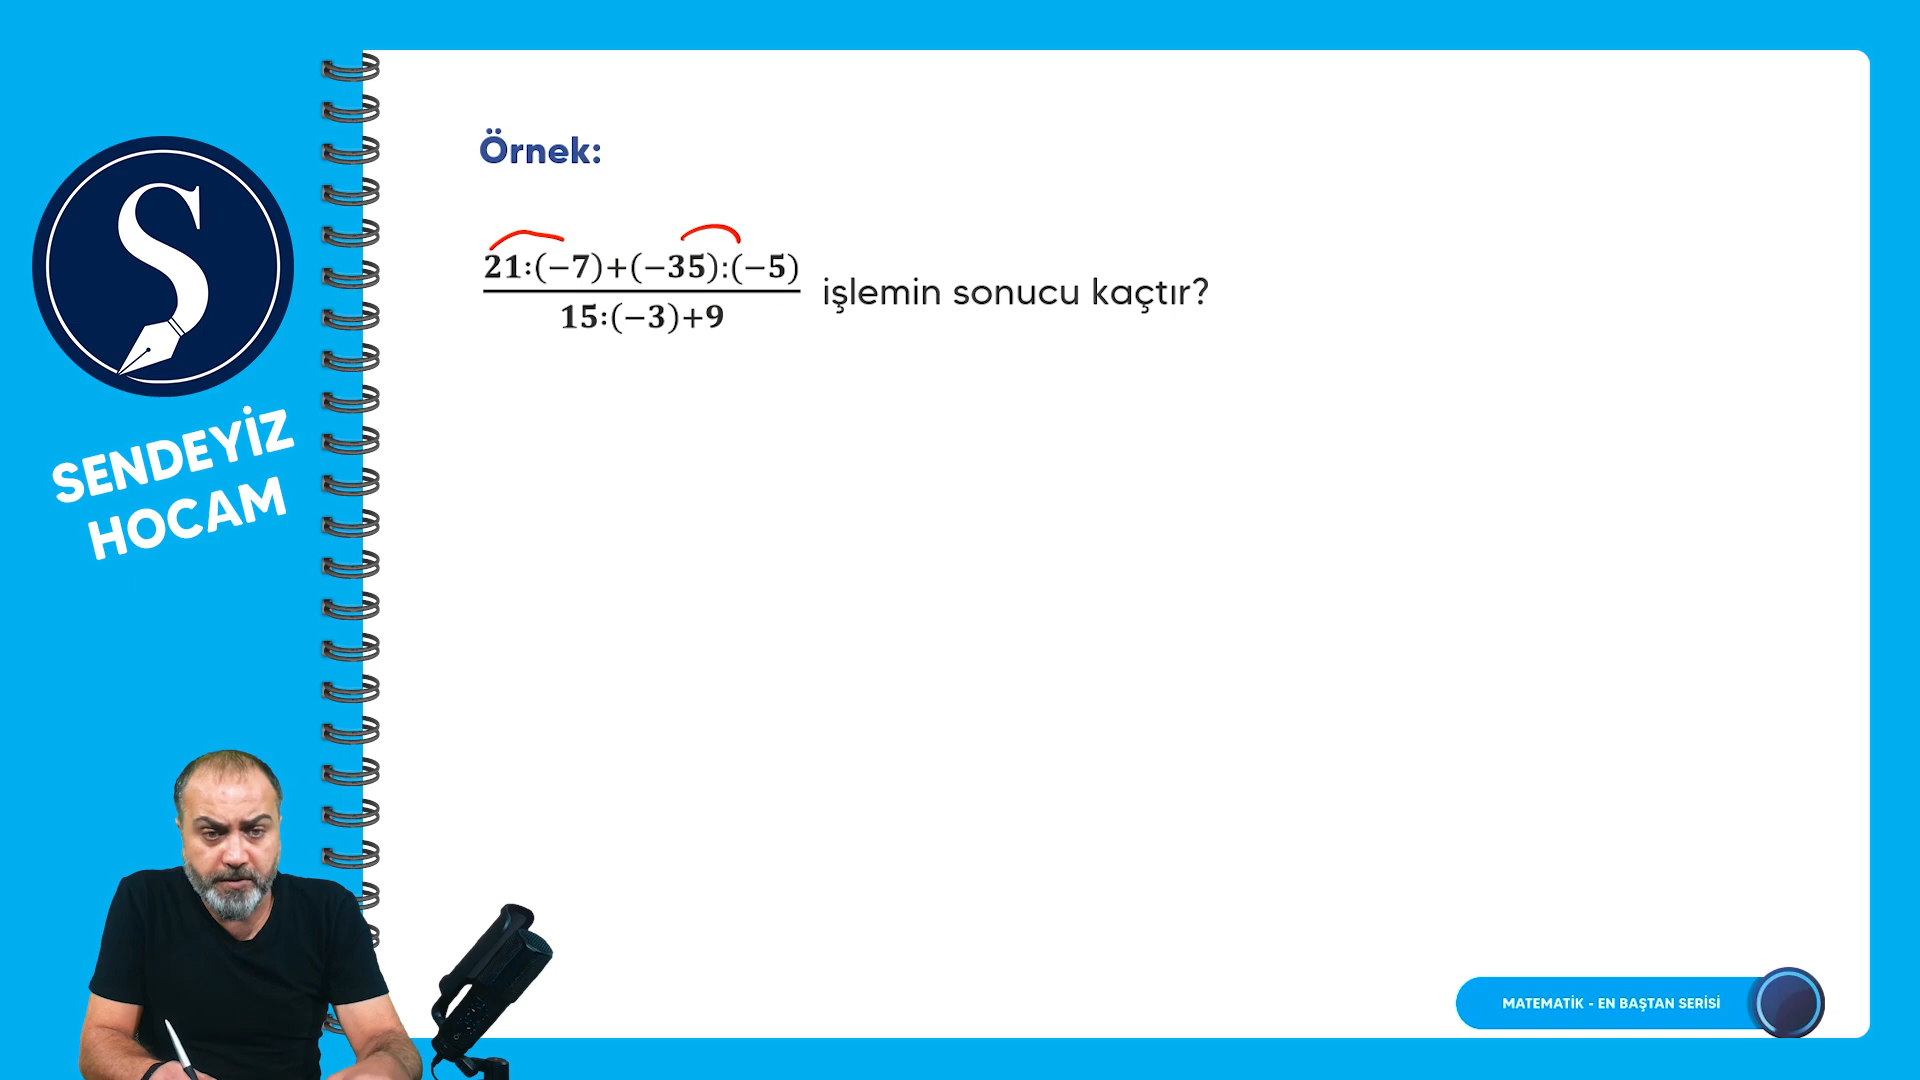 SENDEYİZ
HOCAM
Örnek:
21:(−7)+(−35):(−5)
15:(−3)+9
işlemin sonucu kaçtır?
MATEMATİK - EN BAŞTAN SERİSİ